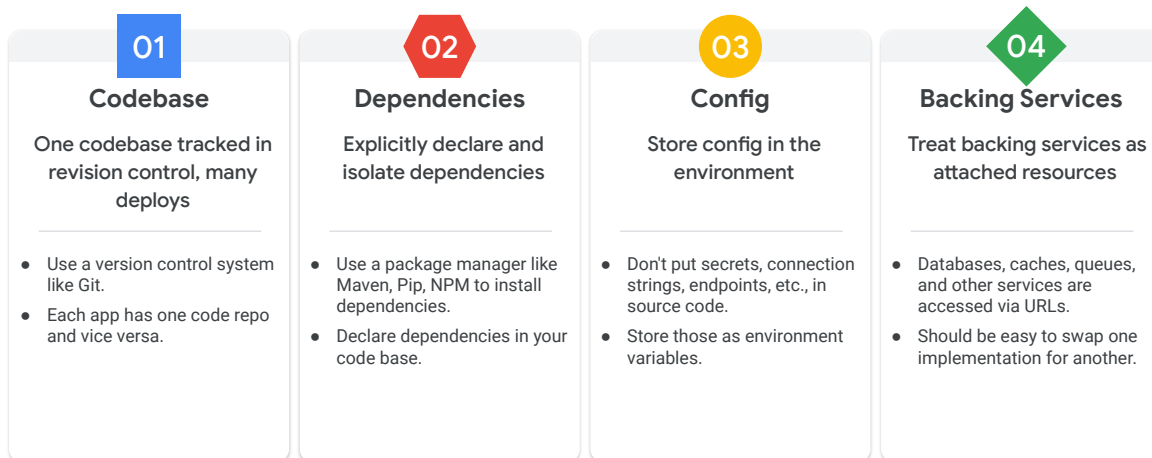 01
Codebase
One codebase tracked in
revision control, many
deploys
● Use a version control system
like Git.
● Each app has one code repo
and vice versa.
02
Dependencies
Explicitly declare and
isolate dependencies
● Use a package manager like
Maven, Pip, NPM to install
dependencies.
● Declare dependencies in your
code base.
03
Config
Store config in the
environment
● Don't put secrets, connection
strings, endpoints, etc., in
source code.
● Store those as environment
variables.
04
Backing Services
Treat backing services as
attached resources
● Databases, caches, queues,
and other services are
accessed via URLs.
● Should be easy to swap one
implementation for another.